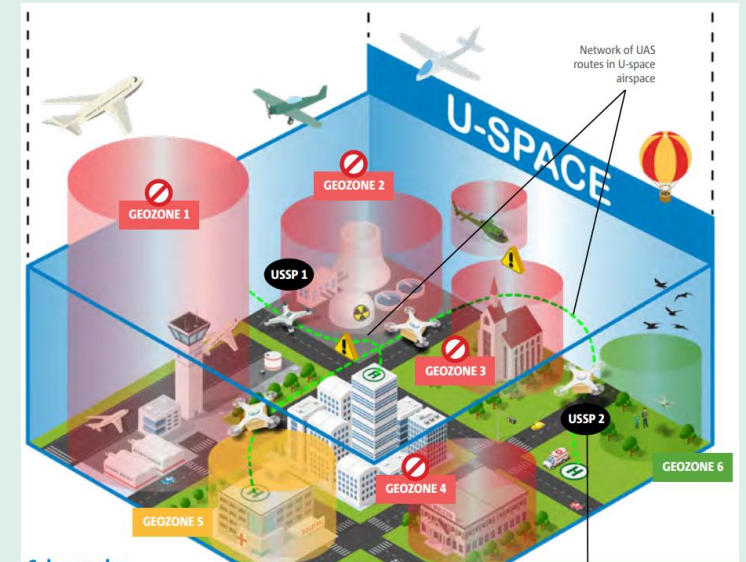 Network of UAS
routes in U-space
airspace
U-SPACE
GEOZONE 2
GEOZONE 1
USSP 1
GEOZONE 3
USSP 2
GEOZONE 6
GEOZONE 4
GEOZONE 5
H
H
H